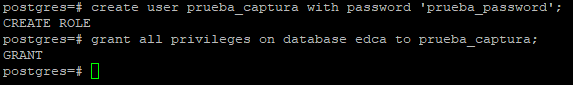 postgres=# create user prueba_captura with password 'prueba_password';
CREATE ROLE
postgres=# grant all privileges on database edca to prueba_captura;
GRANT
postgres=#